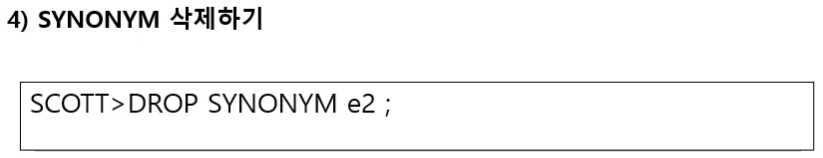 4) SYNONYM 삭제하기
SCOTT>DROP SYNONYM e2 ;